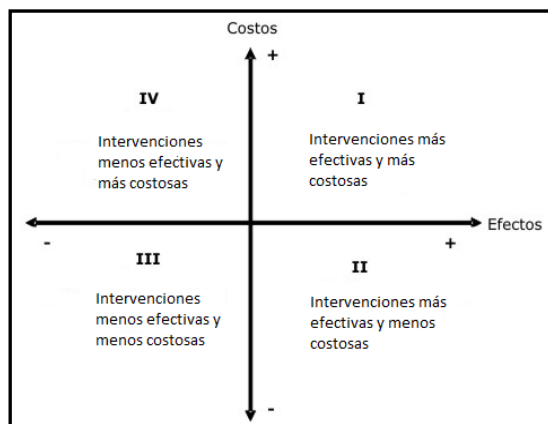 Costos
+
IV
I
Intervenciones
menos efectivas y
más costosas
Intervenciones más
efectivas y más
costosas
-
+
Efectos
III
II
Intervenciones
menos efectivas y
menos costosas
Intervenciones más
efectivas y menos
costosas
-